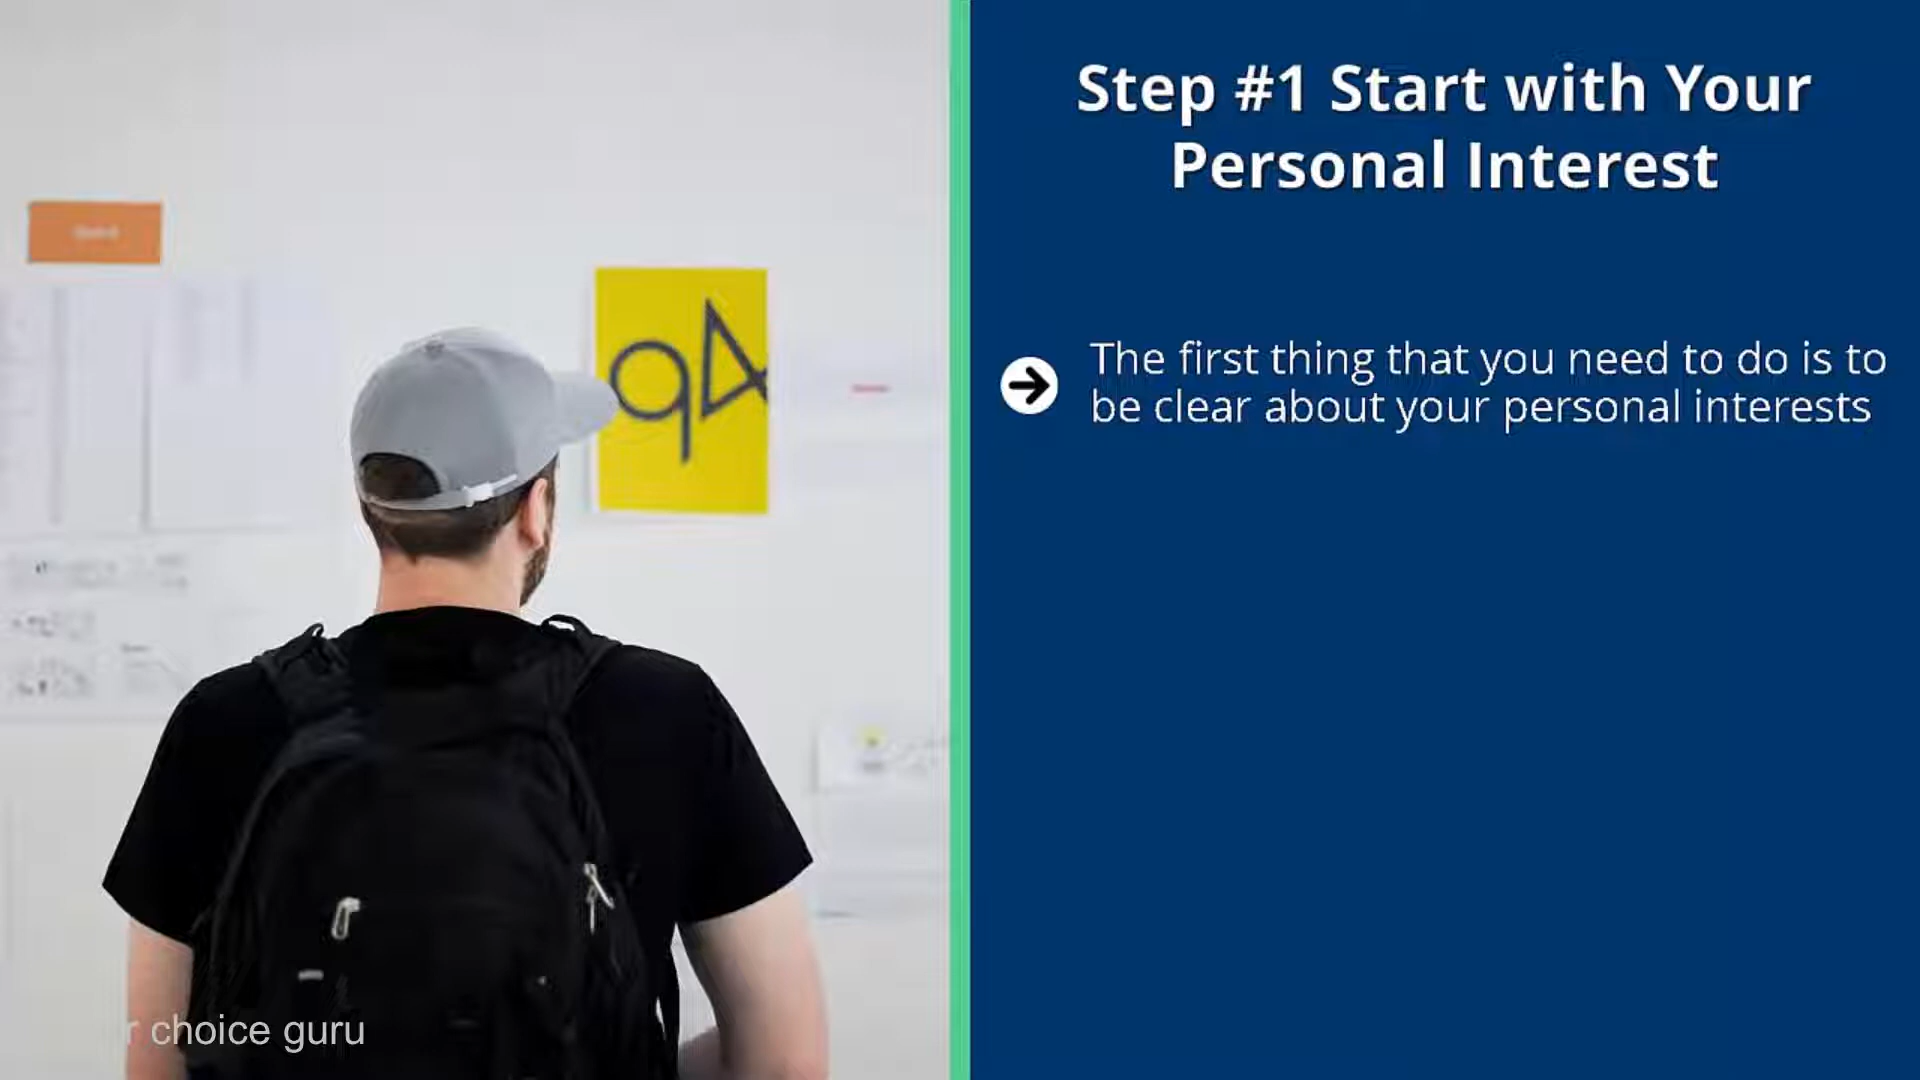 Step #1 Start with Your
Personal Interest
The first thing that you need to do is to
be clear about your personal interests
94
r choice guru